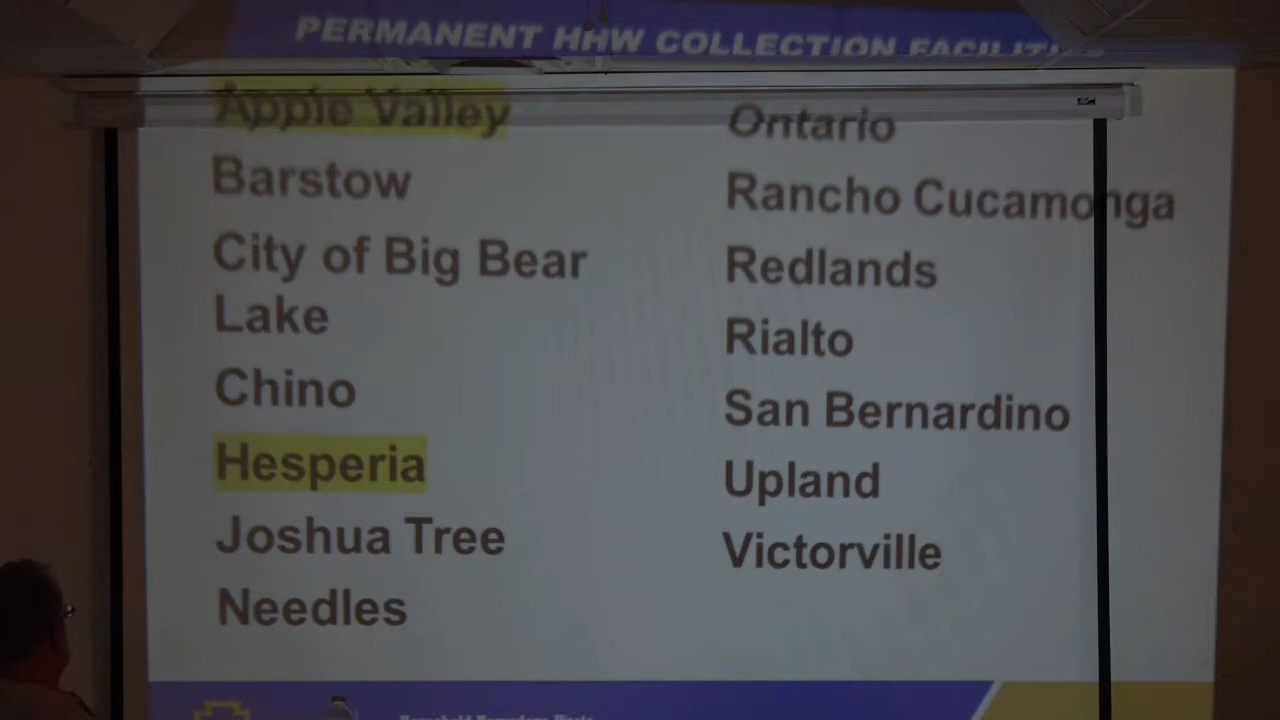 PERMANENT HHW COLLECTION FACILITI
Apple Valley
Barstow
City of Big Bear
Lake
Chino
Hesperia
Joshua Tree
Needles
Ontario
Rancho Cucamonga
Redlands
Rialto
San Bernardino
Upland
Victorville